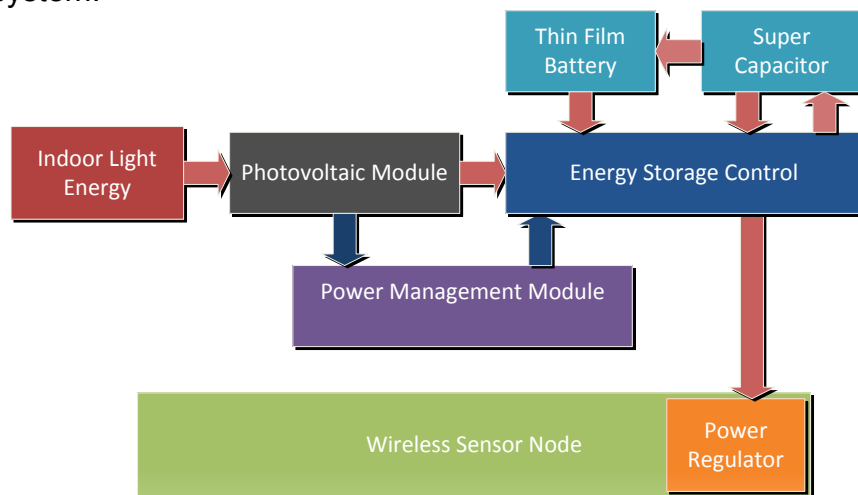 system.
Thin Film
Battery
Super
Capacitor
Indoor Light
Energy
Photovoltaic Module
Energy Storage Control
Power Management Module
Wireless Sensor Node
Power
Regulator